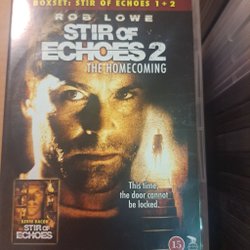 BOXSET: STIR OF ECHOES 1 + 2
ROB LOWE
STIR OF
ECHOES 2
THE HOMECOMING
This time,
the door cannot
be locked.
KEVIN BACON
STIR OF
ECHOES
15